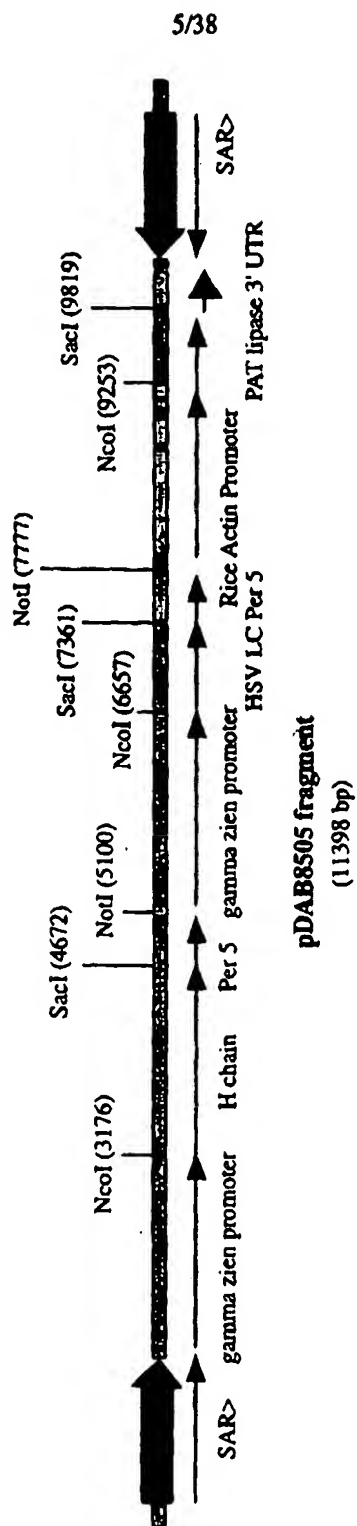 5/38
NcoI (3176)
SacI (4672)
NotI (5100)
NcoI (6657)
SacI (7361)
NotI (7777)
NcoI (9253)
SacI (9819)
SAR>
gamma zien promoter
H chain
Per 5
gamma zien promoter
HSV LC Per 5
Rice Actin Promoter
PAT lipase 3' UTR
SAR>
pDAB8505 fragment
(11398 bp)